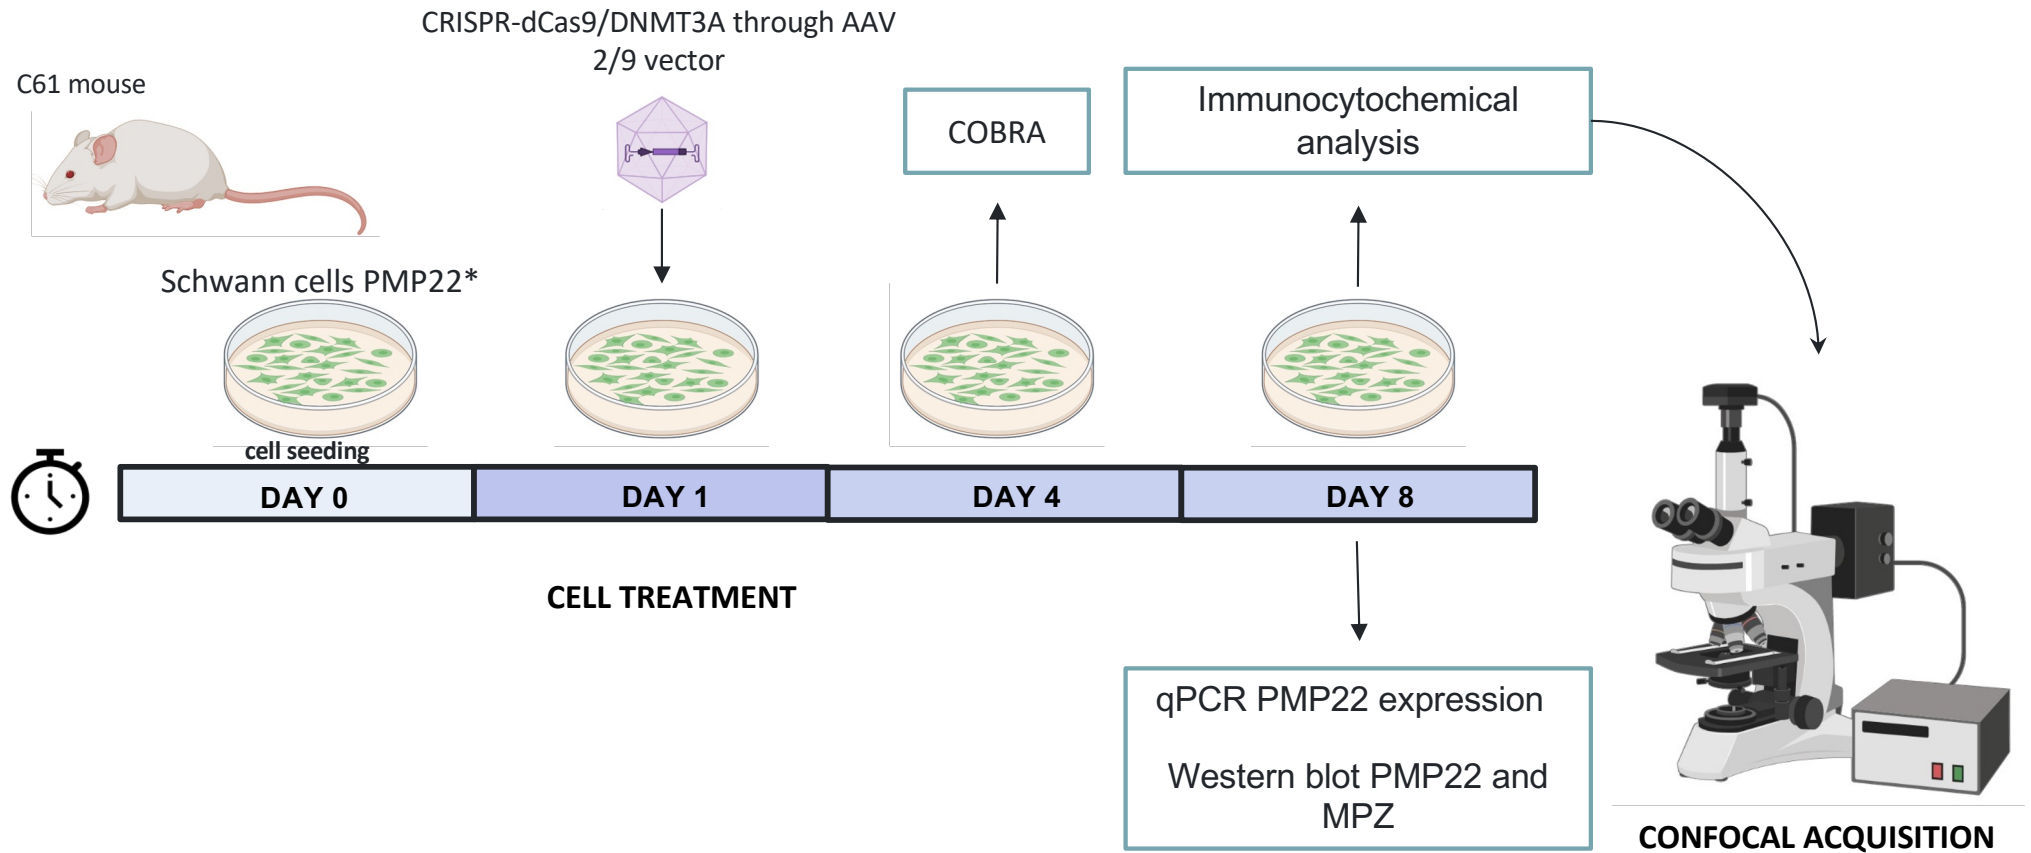 CRISPR-dCas9/DNMT3A through AAV
2/9 vector
C61 mouse
COBRA
Immunocytochemical
analysis
Schwann cells PMP22*
cell seeding
DAY 0
DAY 1
DAY 4
DAY 8
CELL TREATMENT
qPCR PMP22 expression
Western blot PMP22 and
MPZ
CONFOCAL ACQUISITION